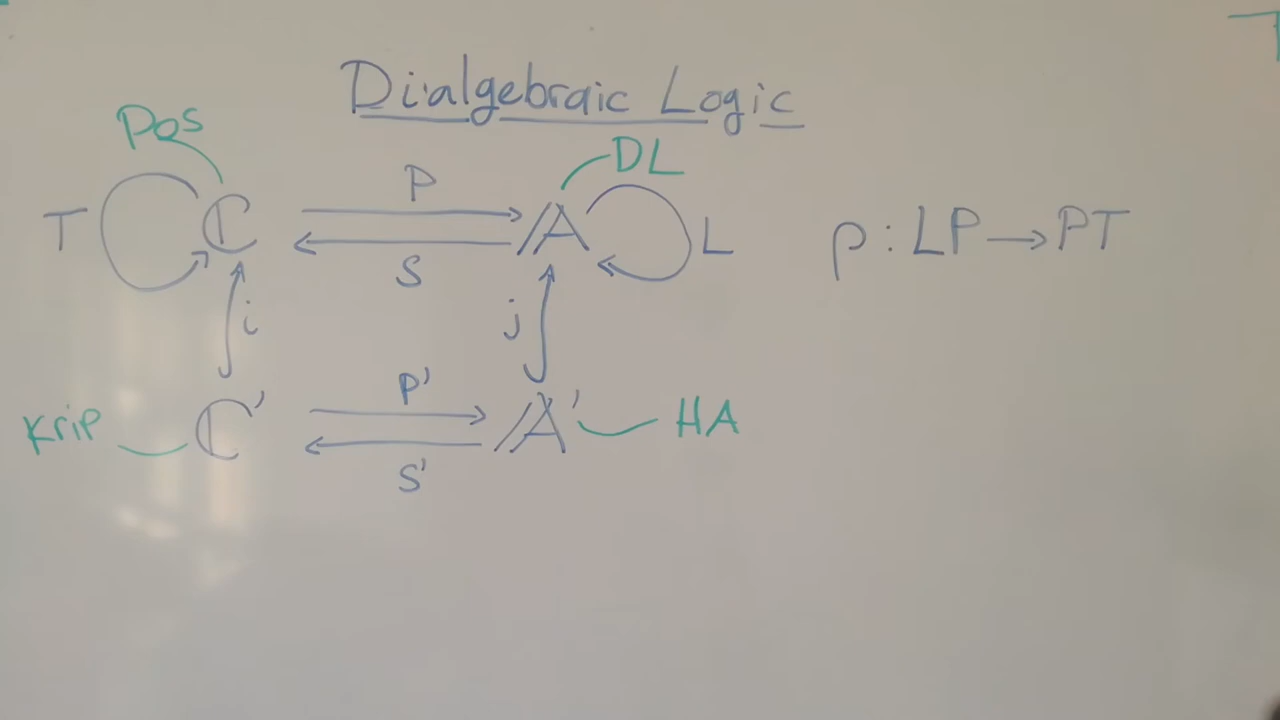 Dialgebraic Logic
Pos
DL
P
T ℂ 𝔸 L ρ : LP → PT
S
i j
P'
Krip ℂ' 𝔸' HA
S'